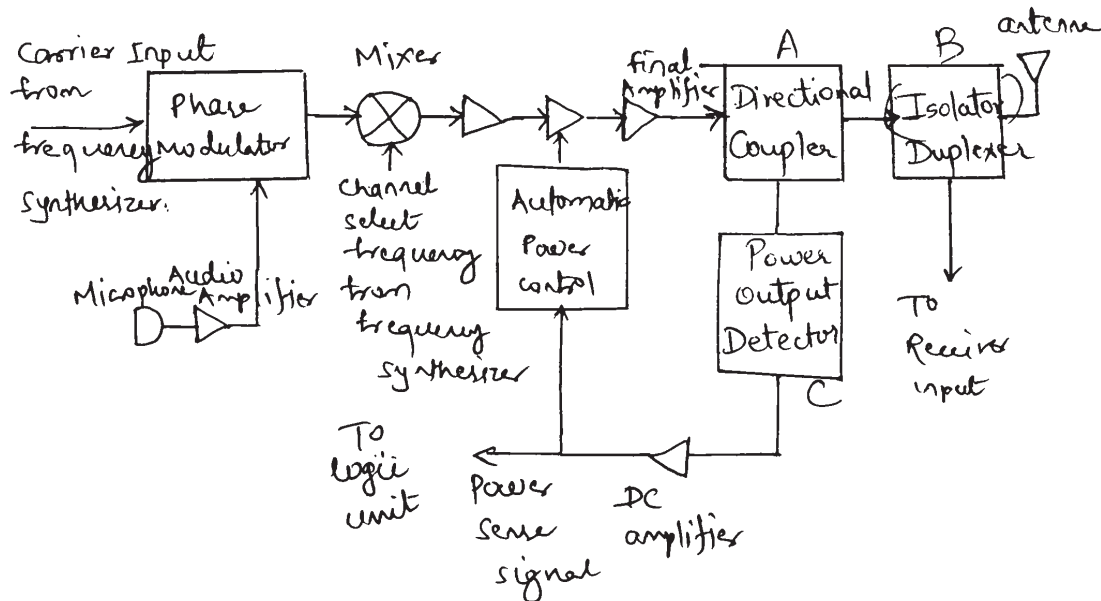 Carrier Input
from
frequency
synthesizer.
Phase
Modulator
Microphone
Audio
Amplifier
Mixer
channel
select
frequency
from
frequency
synthesizer
Automatic
Power
control
final
Amplifier
A
Directional
Coupler
B
(Isolator)
Duplexer
antenne
Power
Output
Detector
C
To
Receiver
input
To
logic
unit
Power
sense
signal
DC
amplifier